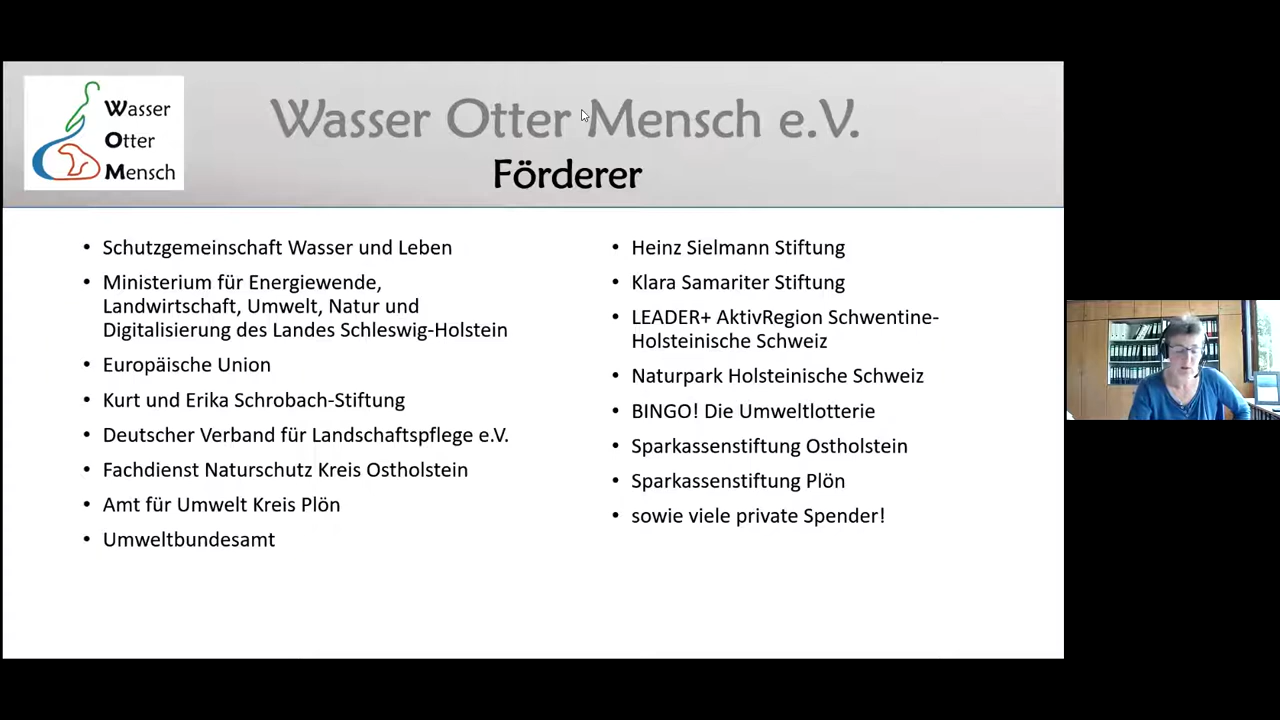 Wasser
Otter
Mensch
Wasser Otter Mensch e.V.
Förderer
• Schutzgemeinschaft Wasser und Leben
• Ministerium für Energiewende,
Landwirtschaft, Umwelt, Natur und
Digitalisierung des Landes Schleswig-Holstein
• Europäische Union
• Kurt und Erika Schrobach-Stiftung
• Deutscher Verband für Landschaftspflege e.V.
• Fachdienst Naturschutz Kreis Ostholstein
• Amt für Umwelt Kreis Plön
• Umweltbundesamt
• Heinz Sielmann Stiftung
• Klara Samariter Stiftung
• LEADER+ AktivRegion Schwentine-
Holsteinische Schweiz
• Naturpark Holsteinische Schweiz
• BINGO! Die Umweltlotterie
• Sparkassenstiftung Ostholstein
• Sparkassenstiftung Plön
• sowie viele private Spender!